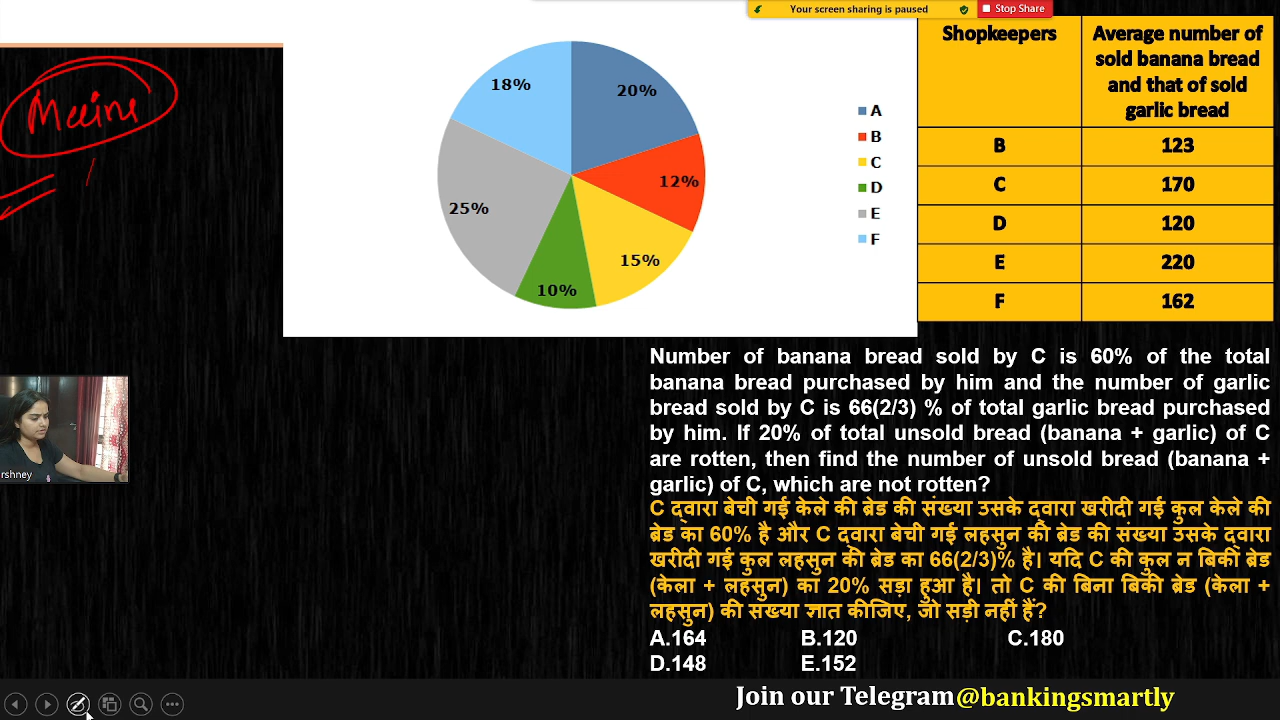 Your screen sharing is paused
Stop Share
18%
20%
12%
25%
15%
10%
A
B
C
D
E
F
Shopkeepers Average number of
sold banana bread
and that of sold
garlic bread
B 123
C 170
D 120
E 220
F 162
rshney
Number of banana bread sold by C is 60% of the total
banana bread purchased by him and the number of garlic
bread sold by C is 66(2/3) % of total garlic bread purchased
by him. If 20% of total unsold bread (banana + garlic) of C
are rotten, then find the number of unsold bread (banana +
garlic) of C, which are not rotten?
C द्वारा बेची गई केले की ब्रेड की संख्या उसके द्वारा खरीदी गई कुल केले की
ब्रेड का 60% है और C द्वारा बेची गई लहसुन की ब्रेड की संख्या उसके द्वारा
खरीदी गई कुल लहसुन की ब्रेड का 66(2/3)% है। यदि C की कुल न बिकी ब्रेड
(केला + लहसुन) का 20% सड़ा हुआ है। तो C की बिना बिकी ब्रेड (केला +
लहसुन) की संख्या ज्ञात कीजिए, जो सड़ी नहीं हैं?
A.164 B.120 C.180
D.148 E.152
Join our Telegram@bankingsmartly